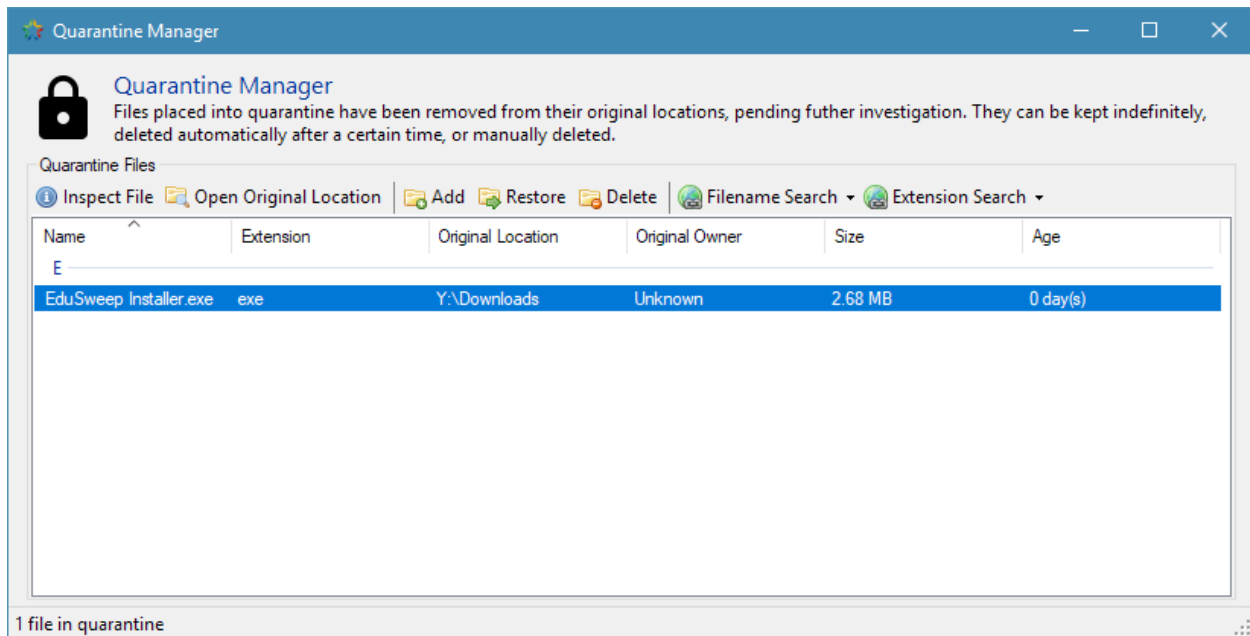 Quarantine Manager
Quarantine Manager
Files placed into quarantine have been removed from their original locations, pending futher investigation. They can be kept indefinitely,
deleted automatically after a certain time, or manually deleted.
Quarantine Files
Inspect File Open Original Location Add Restore Delete Filename Search Extension Search
Name Extension Original Location Original Owner Size Age
E
EduSweep Installer.exe exe Y:\Downloads Unknown 2.68 MB 0 day(s)
1 file in quarantine